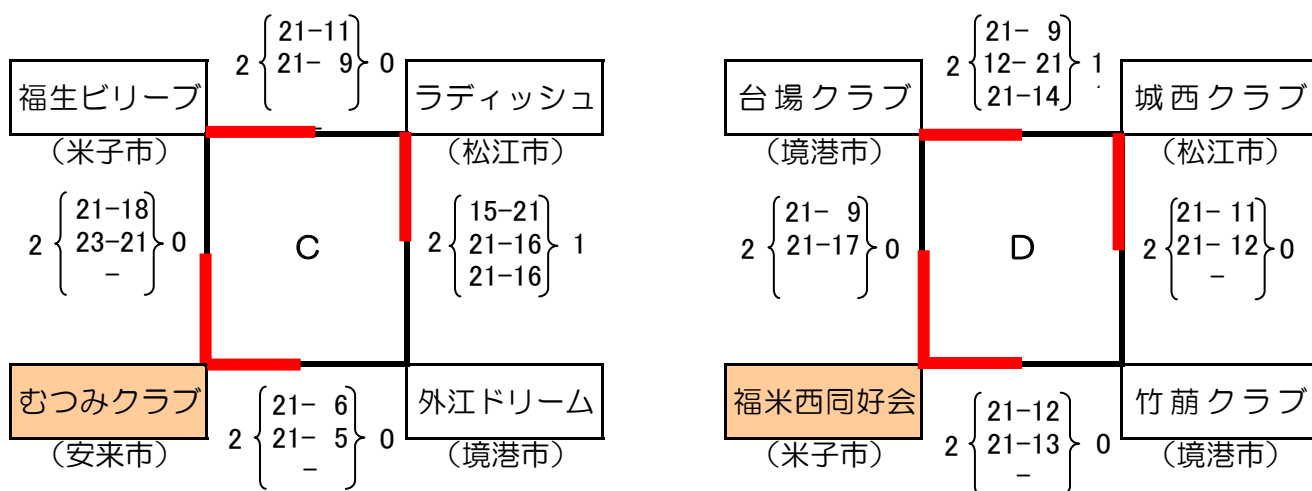 21-11
2 21- 9 0
-
福生ビリーブ ラディッシュ
(米子市) (松江市)
21-18
2 23-21 0
-
C
15-21
2 21-16 1
21-16
むつみクラブ 外江ドリーム
(安来市) (境港市)
21- 6
2 21- 5 0
-
21- 9
2 12-21 1
21-14
台場クラブ 城西クラブ
(境港市) (松江市)
21- 9
2 21-17 0
D
21- 11
2 21- 12 0
-
福米西同好会 竹萠クラブ
(米子市) (境港市)
21-12
2 21-13 0
-